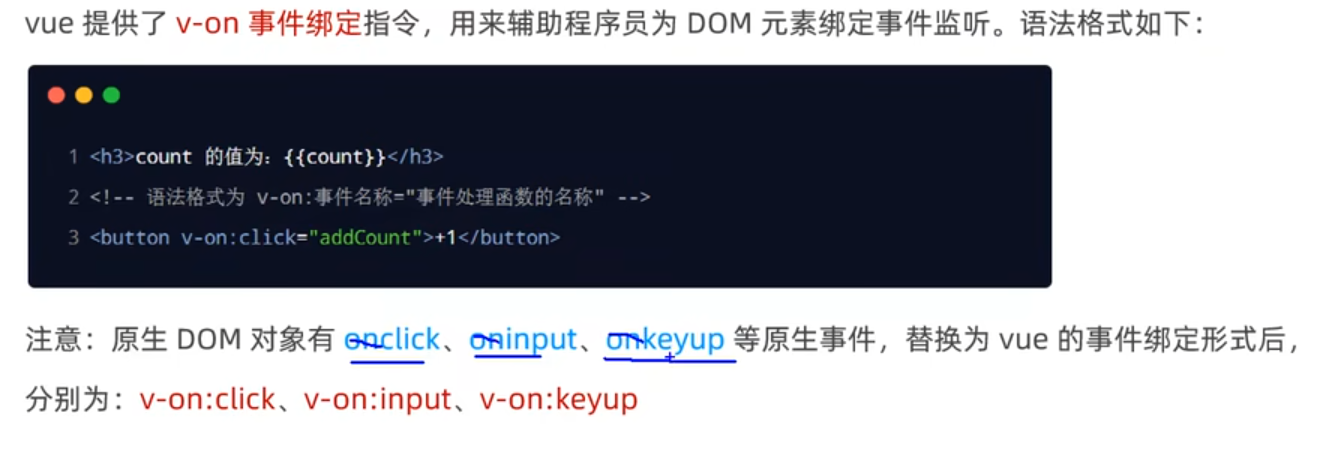 vue 提供了 v-on 事件绑定指令，用来辅助程序员为 DOM 元素绑定事件监听。语法格式如下：
1 <h3>count 的值为：{{count}}</h3>
2 <!-- 语法格式为 v-on:事件名称="事件处理函数的名称" -->
3 <button v-on:click="addCount">+1</button>
注意：原生 DOM 对象有 onclick、oninput、onkeyup 等原生事件，替换为 vue 的事件绑定形式后，
分别为：v-on:click、v-on:input、v-on:keyup